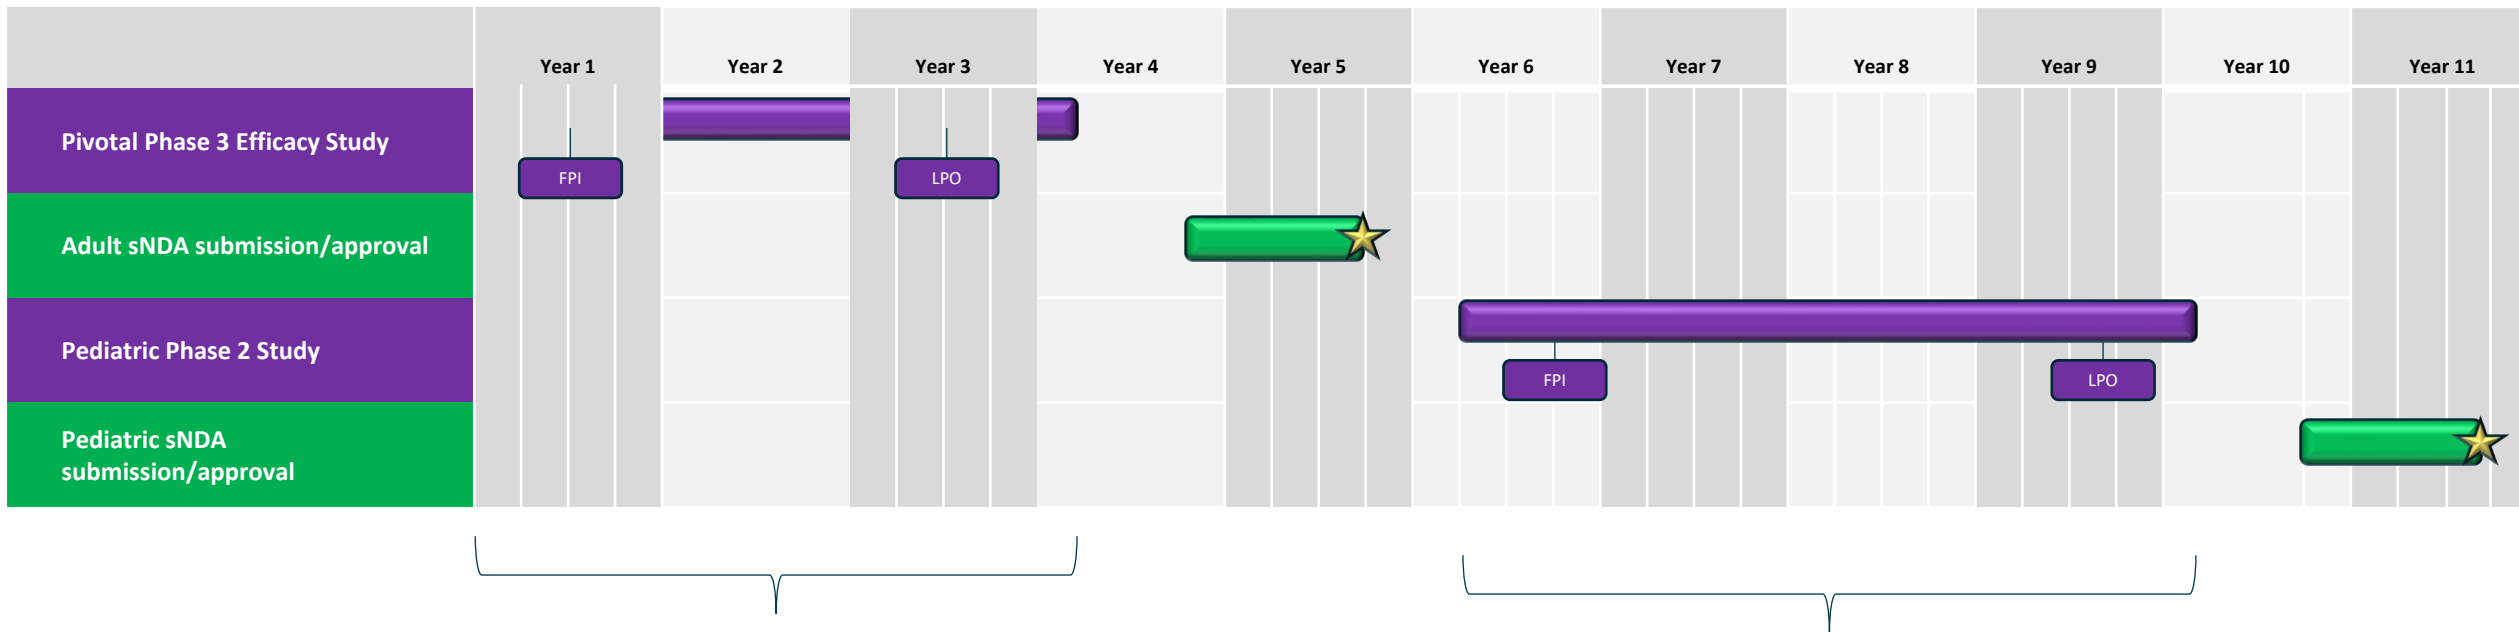 Year 1
Year 2
Year 3
Year 4
Year 5
Year 6
Year 7
Year 8
Year 9
Year 10
Year 11
Pivotal Phase 3 Efficacy Study
FPI
LPO
Adult sNDA submission/approval
Pediatric Phase 2 Study
FPI
LPO
Pediatric sNDA
submission/approval